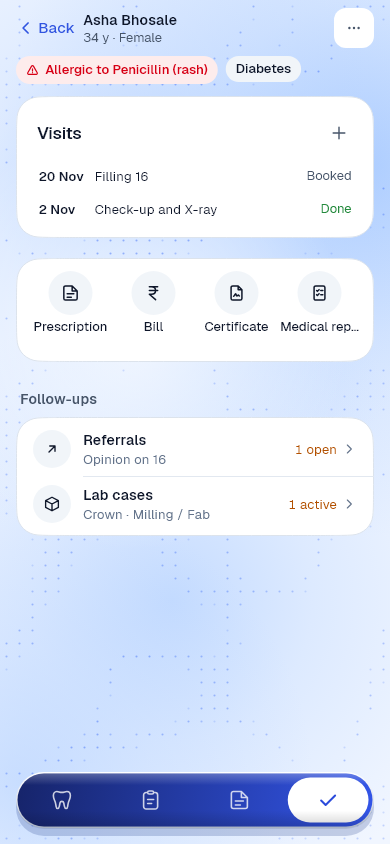 Back
Asha Bhosale
34 y · Female
Allergic to Penicillin (rash)
Diabetes
Visits
20 Nov Filling 16 Booked
2 Nov Check-up and X-ray Done
Prescription Bill Certificate Medical rep...
Follow-ups
Referrals
Opinion on 16
1 open
Lab cases
Crown · Milling / Fab
1 active